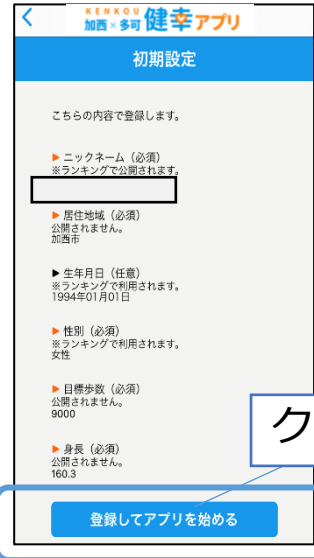 KENKOU
加西×多可 健幸アプリ
初期設定
こちらの内容で登録します。
▶ ニックネーム（必須）
※ランキングで公開されます。
▶ 居住地域（必須）
公開されません。
加西市
▶ 生年月日（任意）
※ランキングで利用されます。
1994年01月01日
▶ 性別（必須）
※ランキングで利用されます。
女性
▶ 目標歩数（必須）
公開されません。
9000
ク
▶ 身長（必須）
公開されません。
160.3
登録してアプリを始める